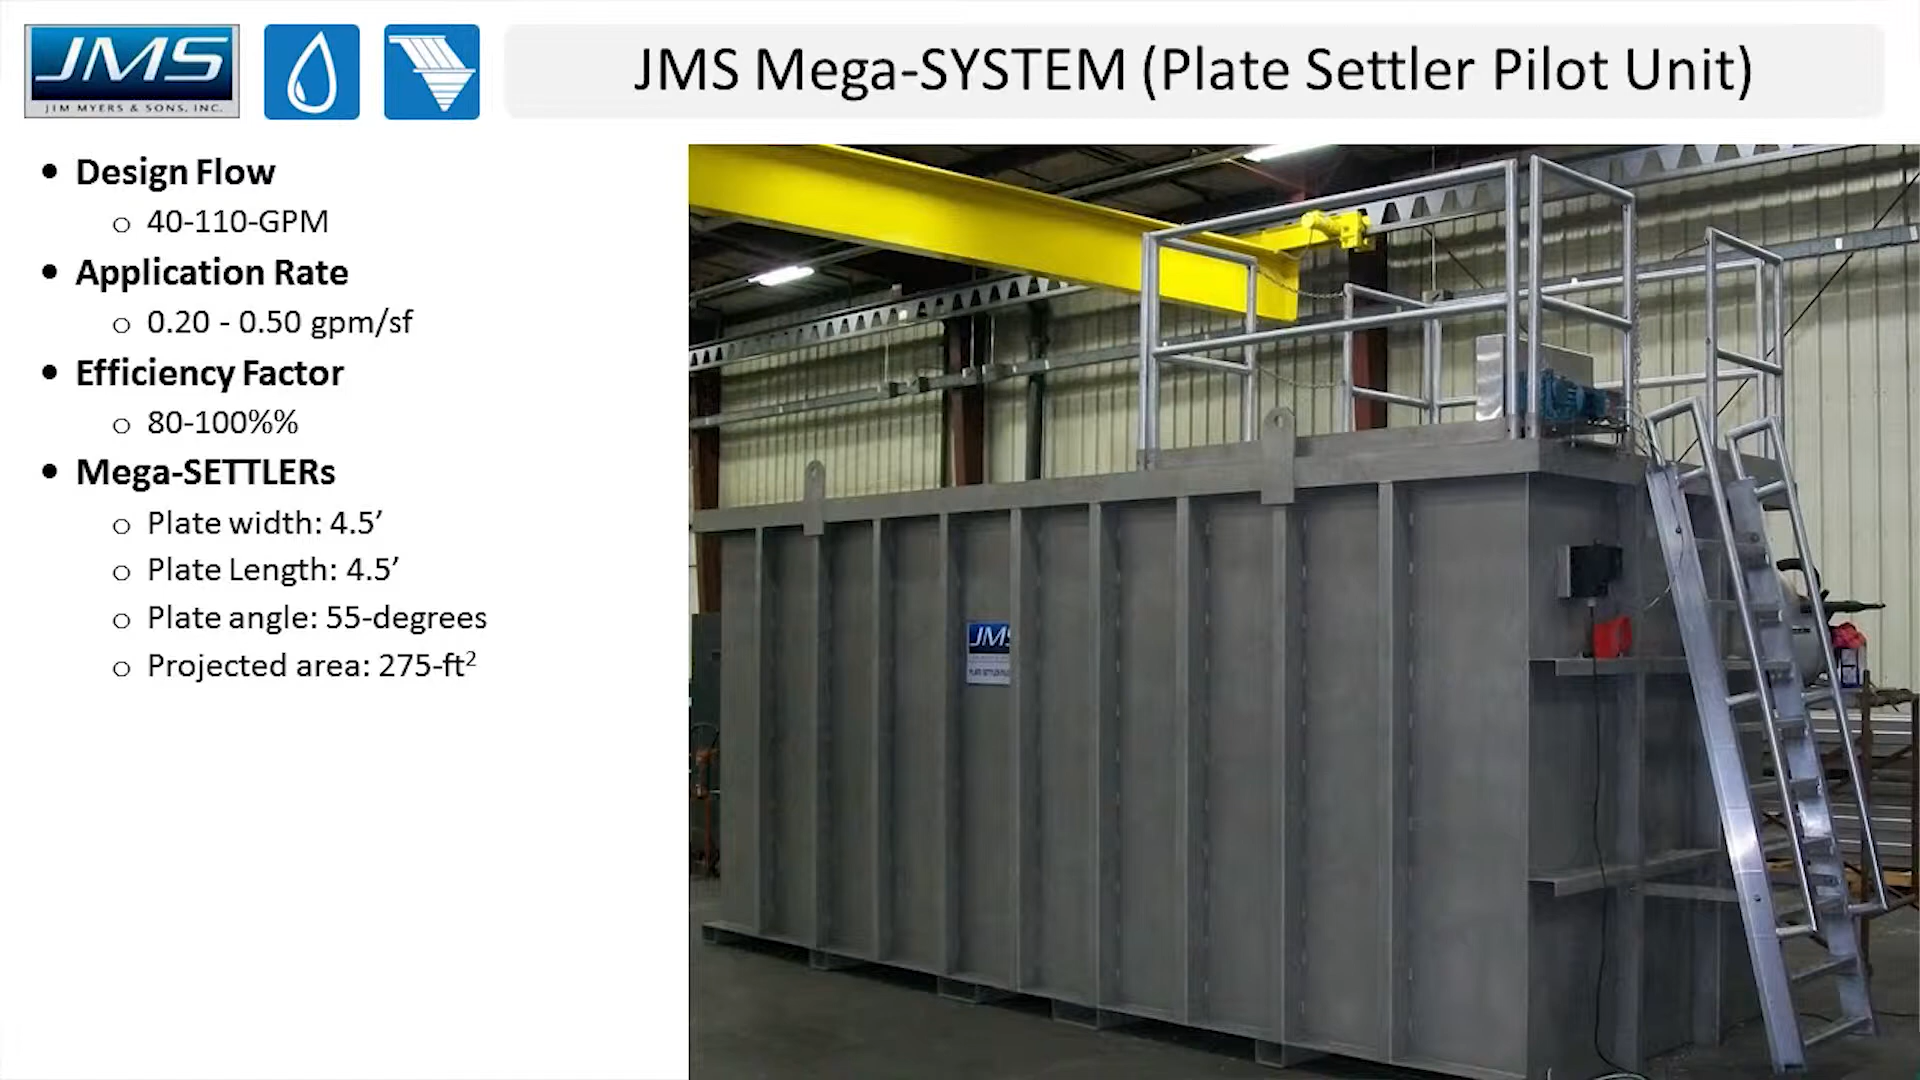 JMS
JIM MYERS & SONS, INC.
JMS Mega-SYSTEM (Plate Settler Pilot Unit)
• Design Flow
o 40-110-GPM
• Application Rate
o 0.20 - 0.50 gpm/sf
• Efficiency Factor
o 80-100%%
• Mega-SETTLERs
o Plate width: 4.5’
o Plate Length: 4.5’
o Plate angle: 55-degrees
o Projected area: 275-ft²
JMS